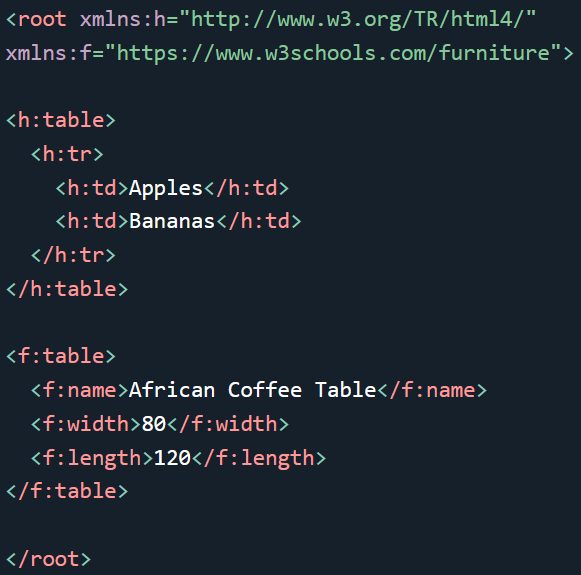 <root xmlns:h="http://www.w3.org/TR/html4/"
xmlns:f="https://www.w3schools.com/furniture">

<h:table>
  <h:tr>
    <h:td>Apples</h:td>
    <h:td>Bananas</h:td>
  </h:tr>
</h:table>

<f:table>
  <f:name>African Coffee Table</f:name>
  <f:width>80</f:width>
  <f:length>120</f:length>
</f:table>

</root>